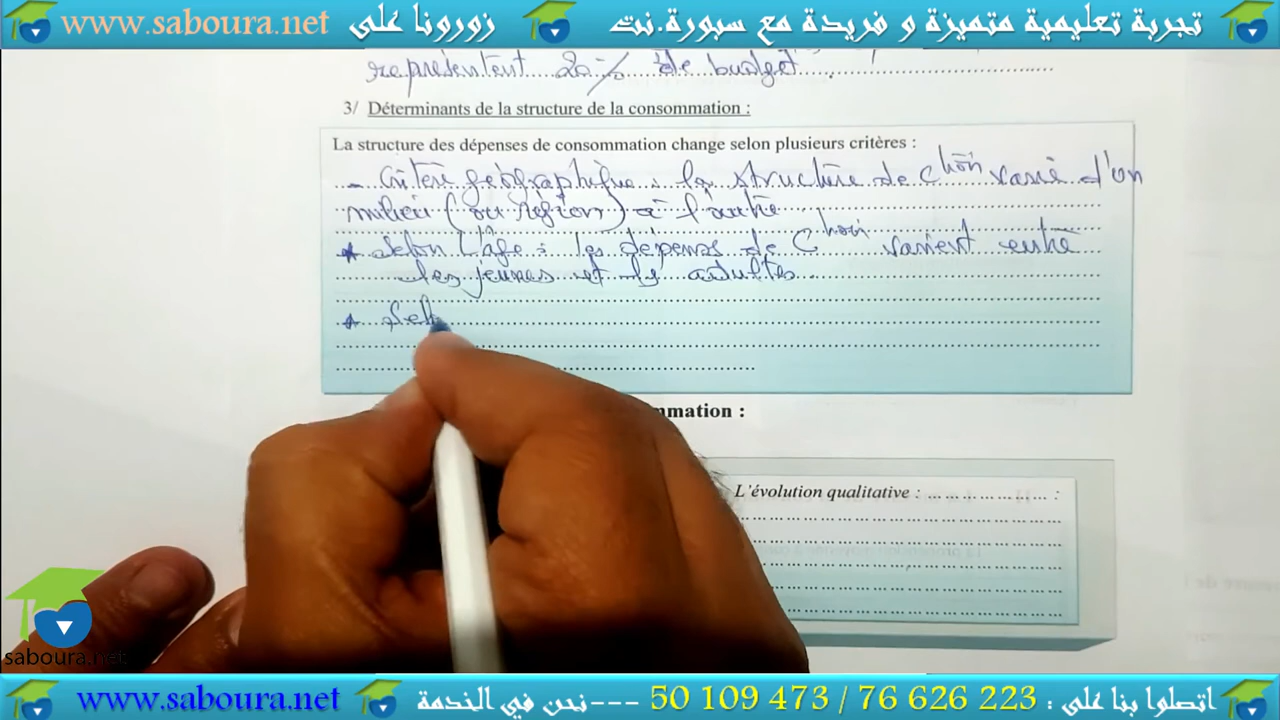 www.saboura.net زورونا على تجربة تعليمية متميزة و فريدة مع سبورة.نت
représentent 20% de budget.
3/ Déterminants de la structure de la consommation :
La structure des dépenses de consommation change selon plusieurs critères :
- critère géographique : la structure de C hon varie d'un
milieu (ou région) à l'autre
* Selon l'âge : les dépenses de C hon varient entre
les jeunes et les adultes
* Sel
mmation :
L'évolution qualitative : ... ... ... ... ... ... :
saboura.net
www.saboura.net اتصلوا بنا على : 223 626 76 / 473 109 50 ---نحن في الخدمة